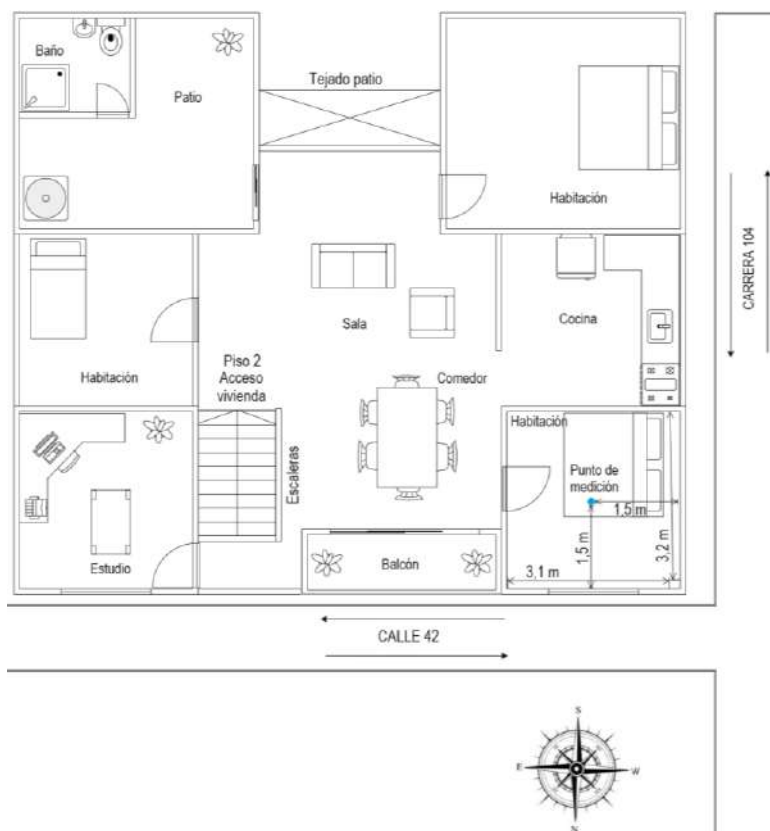 Baño
Patio
Tejado patio
Habitación
CARRERA 104
Sala
Cocina
Habitación
Piso 2
Acceso
vivienda
Comedor
Escaleras
Habitación
Punto de
medición
1,5 m
1,5 m
3,2 m
3,1 m
Estudio
Balcón
CALLE 42
S
E
W
N